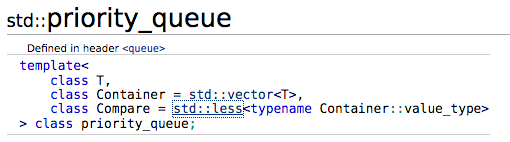 std::priority_queue
Defined in header <queue>
template<
    class T,
    class Container = std::vector<T>,
    class Compare = std::less<typename Container::value_type>
> class priority_queue;